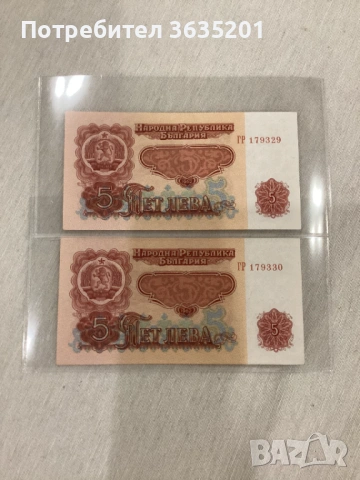 Потребител 3635201
Народна Република
България
ГР 179329
5 Пет лева
5
Народна Република
България
ГР 179330
5 Пет лева
5
BAZAR